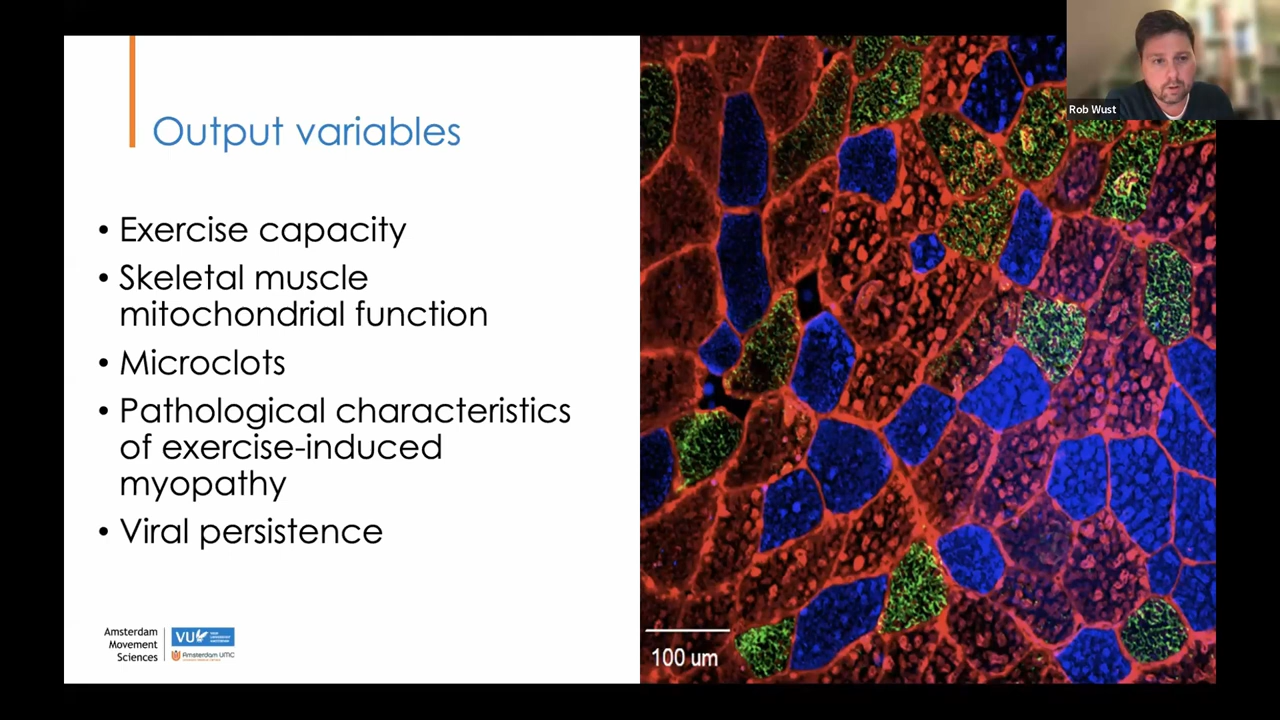 Rob Wust
Output variables
• Exercise capacity
• Skeletal muscle
mitochondrial function
• Microclots
• Pathological characteristics
of exercise-induced
myopathy
• Viral persistence
Amsterdam
Movement
Sciences
VU
Amsterdam UMC
100 um